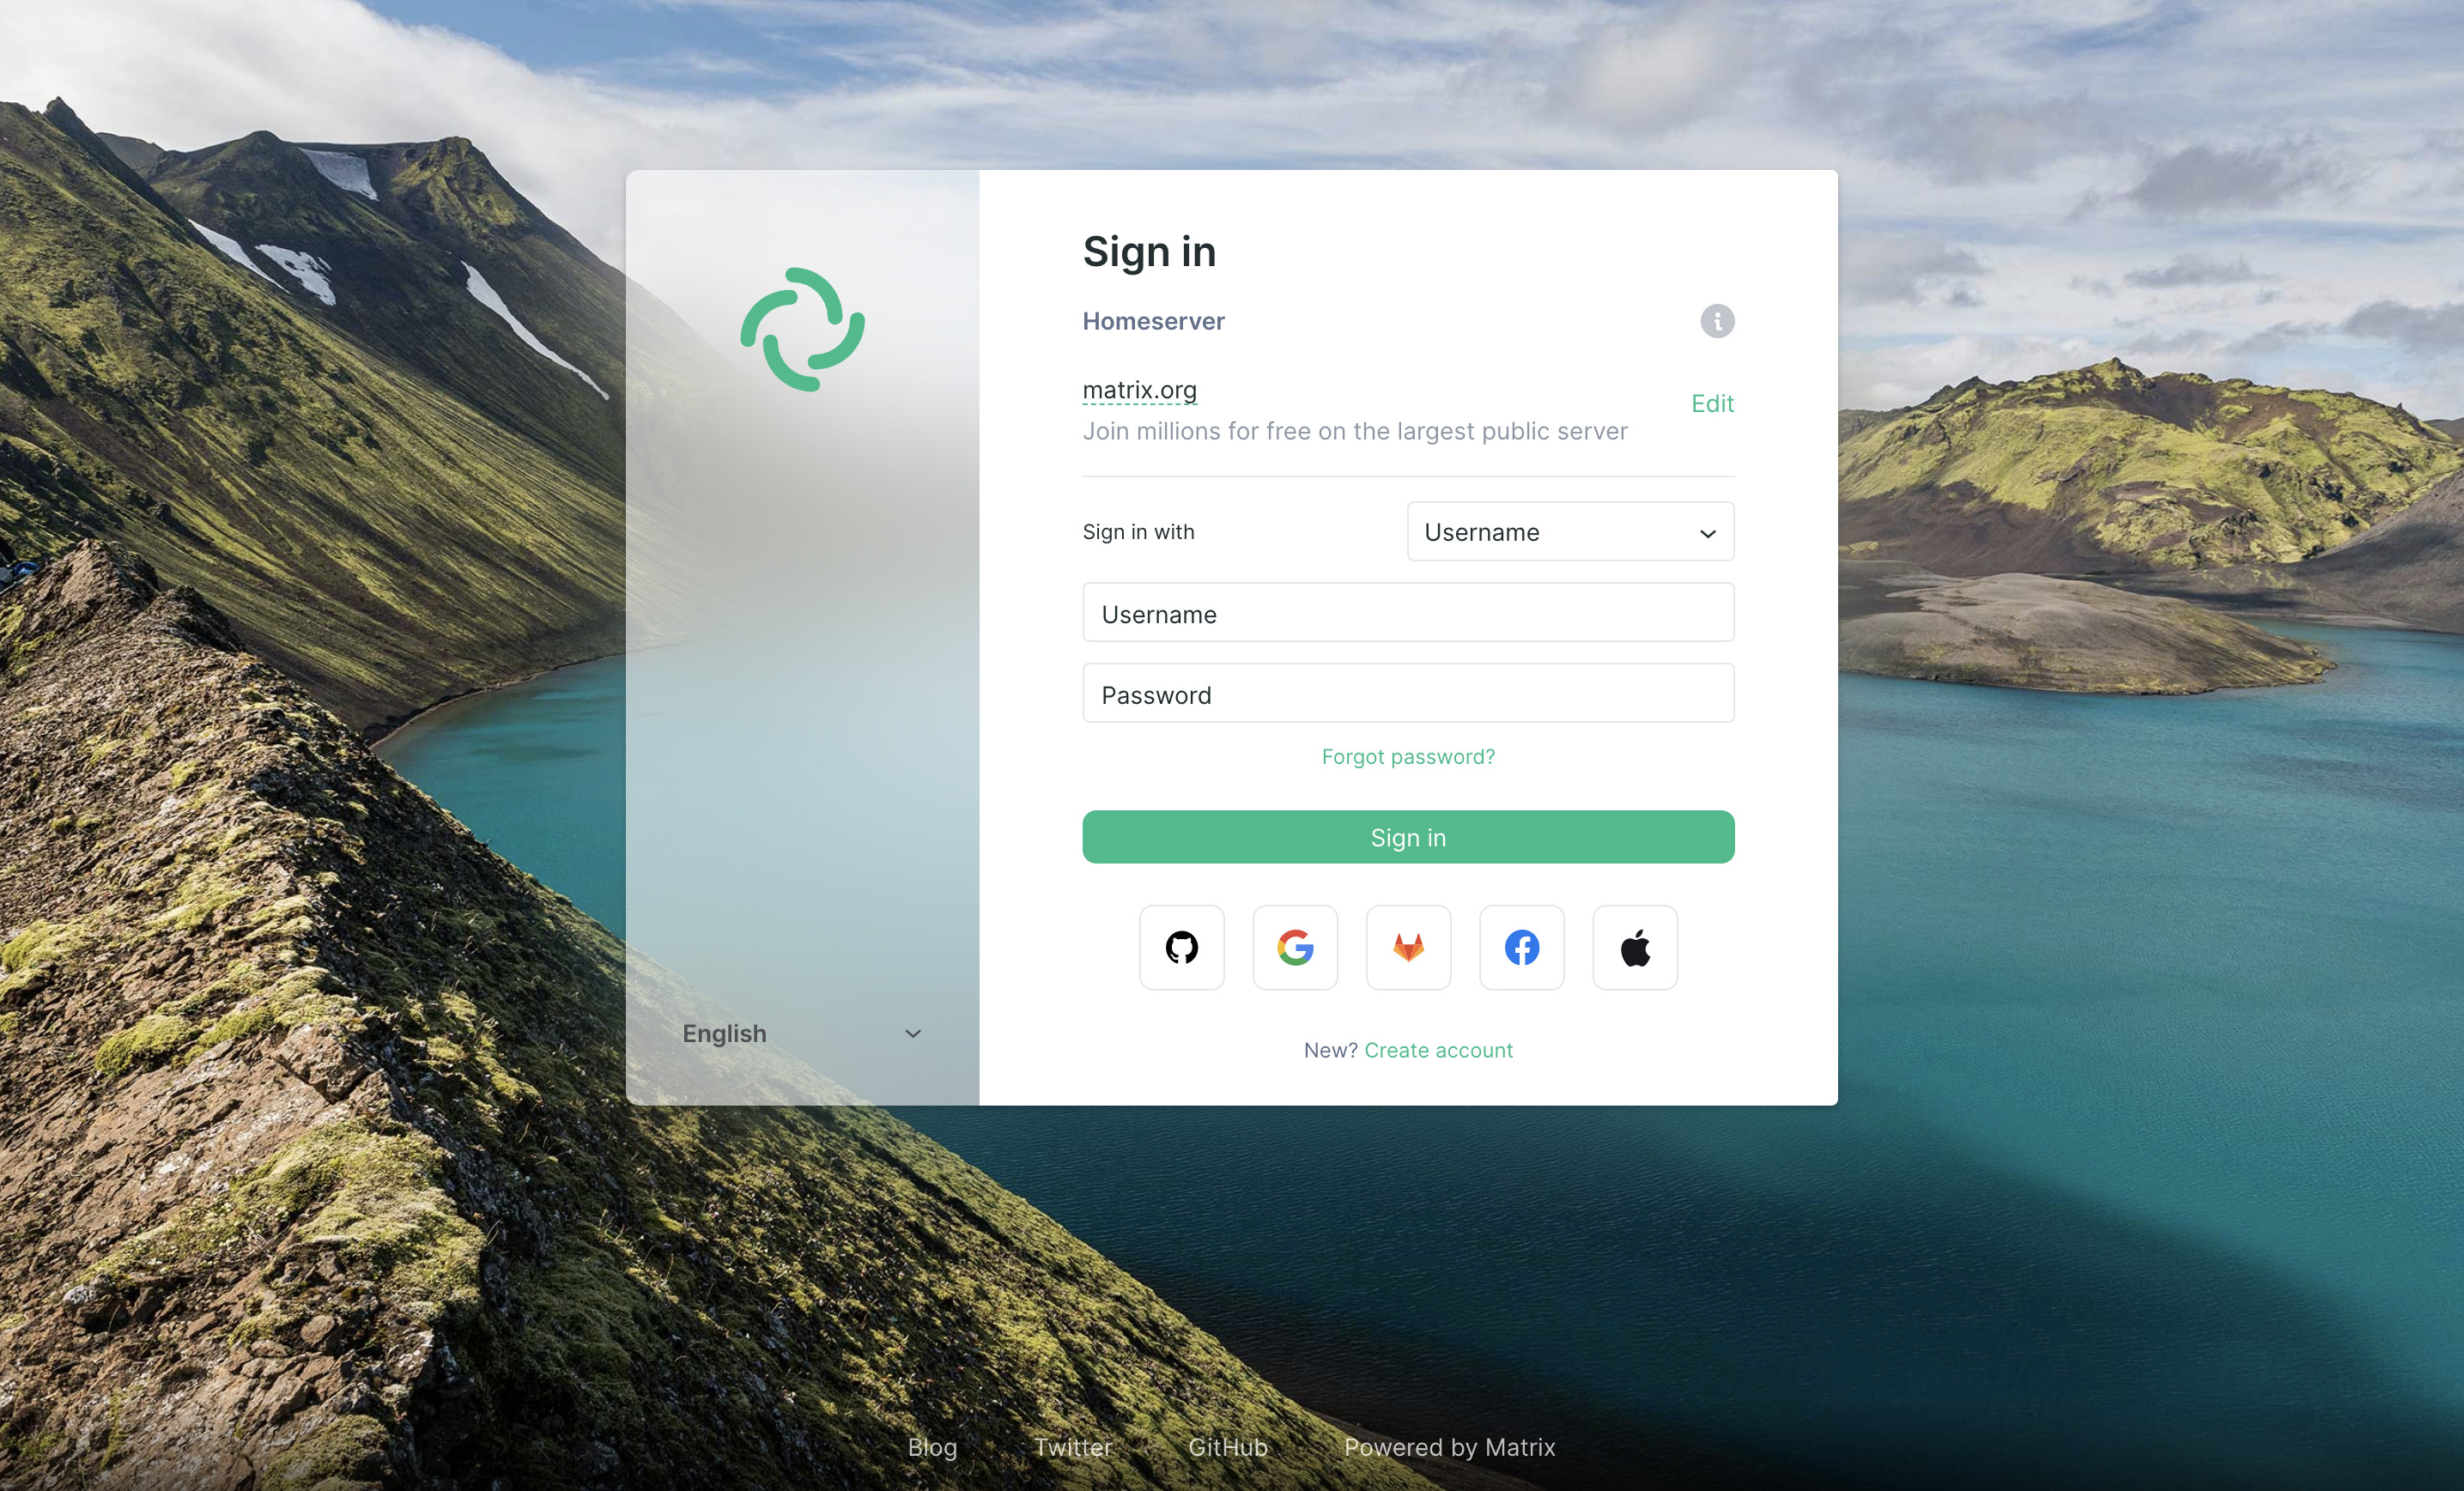 Sign in
Homeserver
matrix.org
Edit
Join millions for free on the largest public server
Sign in with
Username
Username
Password
Forgot password?
Sign in
English
New? Create account
Blog
Twitter
GitHub
Powered by Matrix